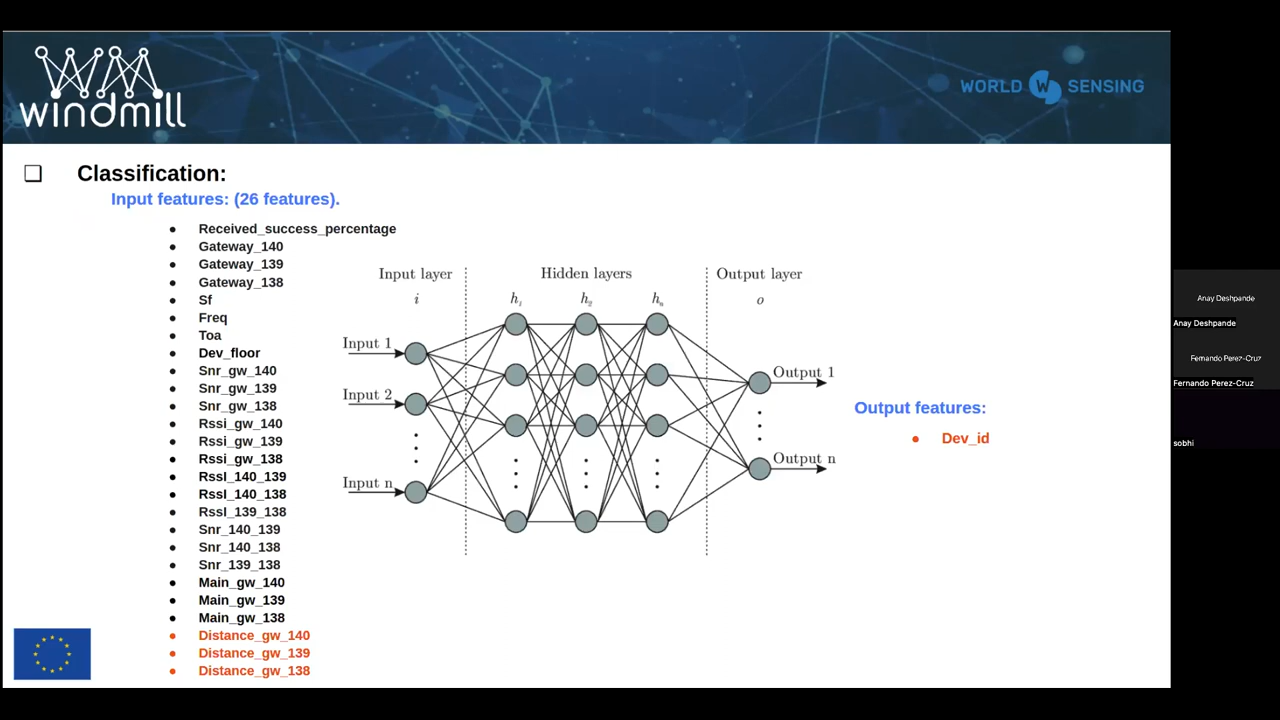 windmill
WORLD SENSING
Classification:
Input features: (26 features).
Received_success_percentage
Gateway_140
Gateway_139
Gateway_138
Sf
Freq
Toa
Dev_floor
Snr_gw_140
Snr_gw_139
Snr_gw_138
Rssi_gw_140
Rssi_gw_139
Rssi_gw_138
RssI_140_139
RssI_140_138
RssI_139_138
Snr_140_139
Snr_140_138
Snr_139_138
Main_gw_140
Main_gw_139
Main_gw_138
Distance_gw_140
Distance_gw_139
Distance_gw_138
Input layer
i
Hidden layers
h1 h2 hn
Output layer
o
Input 1
Input 2
Input n
Output 1
Output n
Output features:
Dev_id
Anay Deshpande
Anay Deshpande
Fernando Perez-Cruz
Fernando Perez-Cruz
sobhi